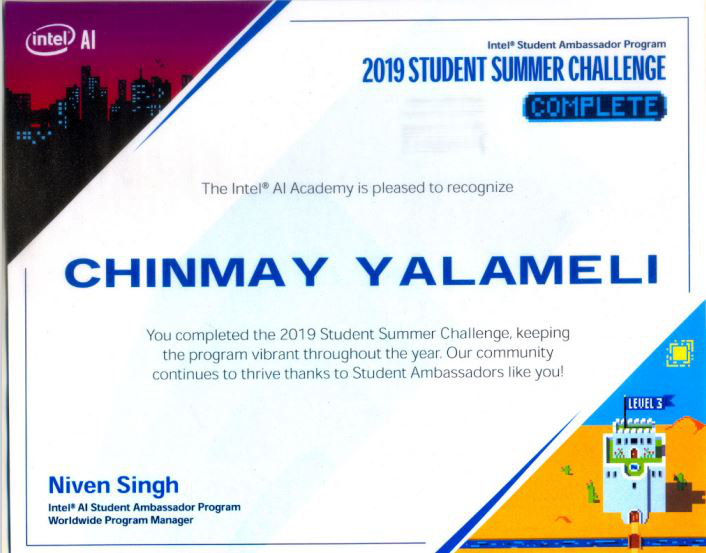 intel AI
Intel® Student Ambassador Program
2019 STUDENT SUMMER CHALLENGE
COMPLETE
The Intel® AI Academy is pleased to recognize
CHINMAY YALAMELI
You completed the 2019 Student Summer Challenge, keeping
the program vibrant throughout the year. Our community
continues to thrive thanks to Student Ambassadors like you!
LEVEL 3
Niven Singh
Intel® AI Student Ambassador Program
Worldwide Program Manager